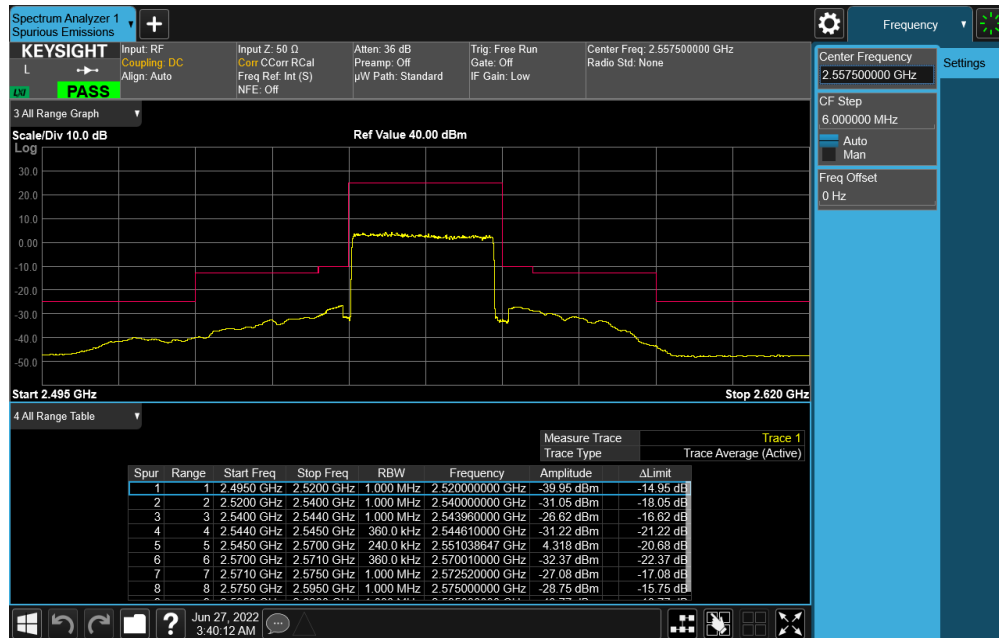 Spectrum Analyzer 1
Spurious Emissions
Frequency
KEYSIGHT
Input: RF
Coupling: DC
Align: Auto
Input Z: 50 Ω
Corr CCorr RCal
Freq Ref: Int (S)
NFE: Off
Atten: 36 dB
Preamp: Off
µW Path: Standard
Trig: Free Run
Gate: Off
IF Gain: Low
Center Freq: 2.557500000 GHz
Radio Std: None
L
LXI
PASS
Center Frequency
2.557500000 GHz
Settings
CF Step
6.000000 MHz
Auto
Man
Freq Offset
0 Hz
3 All Range Graph
Scale/Div 10.0 dB
Ref Value 40.00 dBm
Log
30.0
20.0
10.0
0.00
-10.0
-20.0
-30.0
-40.0
-50.0
Start 2.495 GHz
Stop 2.620 GHz
4 All Range Table
Measure Trace Trace 1
Trace Type Trace Average (Active)
Spur Range Start Freq Stop Freq RBW Frequency Amplitude ΔLimit
1 1 2.4950 GHz 2.5200 GHz 1.000 MHz 2.520000000 GHz -39.95 dBm -14.95 dB
2 2 2.5200 GHz 2.5400 GHz 1.000 MHz 2.540000000 GHz -31.05 dBm -18.05 dB
3 3 2.5400 GHz 2.5440 GHz 1.000 MHz 2.543960000 GHz -26.62 dBm -16.62 dB
4 4 2.5440 GHz 2.5450 GHz 360.0 kHz 2.544610000 GHz -31.22 dBm -21.22 dB
5 5 2.5450 GHz 2.5700 GHz 240.0 kHz 2.551038647 GHz 4.318 dBm -20.68 dB
6 6 2.5700 GHz 2.5710 GHz 360.0 kHz 2.570010000 GHz -32.37 dBm -22.37 dB
7 7 2.5710 GHz 2.5750 GHz 1.000 MHz 2.572520000 GHz -27.08 dBm -17.08 dB
8 8 2.5750 GHz 2.5950 GHz 1.000 MHz 2.575000000 GHz -28.75 dBm -15.75 dB
Jun 27, 2022
3:40:12 AM